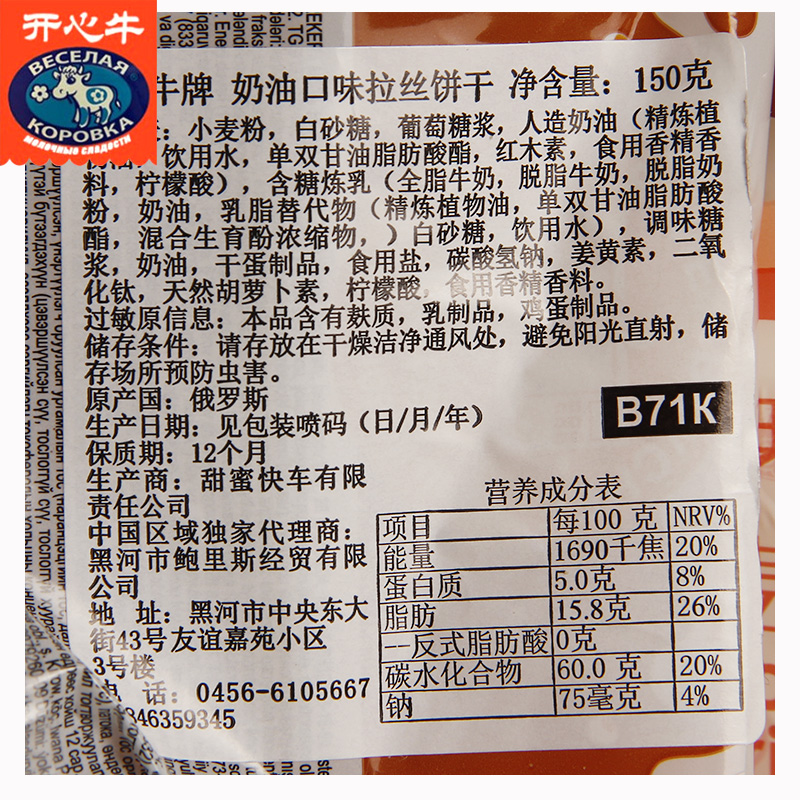 开心牛
ВЕСЕЛАЯ
КОРОВКА
МОЛОЧНЫЕ СЛАДОСТИ
牛牌 奶油口味拉丝饼干 净含量：150克
：小麦粉，白砂糖，葡萄糖浆，人造奶油（精炼植
饮用水，单双甘油脂肪酸酯，红木素，食用香精香
料，柠檬酸），含糖炼乳（全脂牛奶，脱脂牛奶，脱脂奶
粉，奶油，乳脂替代物（精炼植物油，单双甘油脂肪酸
酯，混合生育酚浓缩物，）白砂糖，饮用水），调味糖
浆，奶油，干蛋制品，食用盐，碳酸氢钠，姜黄素，二氧
化钛，天然胡萝卜素，柠檬酸，食用香精香料。
过敏原信息：本品含有麸质，乳制品，鸡蛋制品。
储存条件：请存放在干燥洁净通风处，避免阳光直射，储
存场所预防虫害。
原产国：俄罗斯
生产日期：见包装喷码（日/月/年）
保质期：12个月
生产商：甜蜜快车有限
责任公司
中国区域独家代理商：
黑河市鲍里斯经贸有限
公司
地 址：黑河市中央东大
街43号友谊嘉苑小区
3号楼
电 话：0456-6105667
846359345
В71К
营养成分表
项目 每100 克 NRV%
能量 1690千焦 20%
蛋白质 5.0克 8%
脂肪 15.8克 26%
--反式脂肪酸 0克
碳水化合物 60.0 克 20%
钠 75毫克 4%